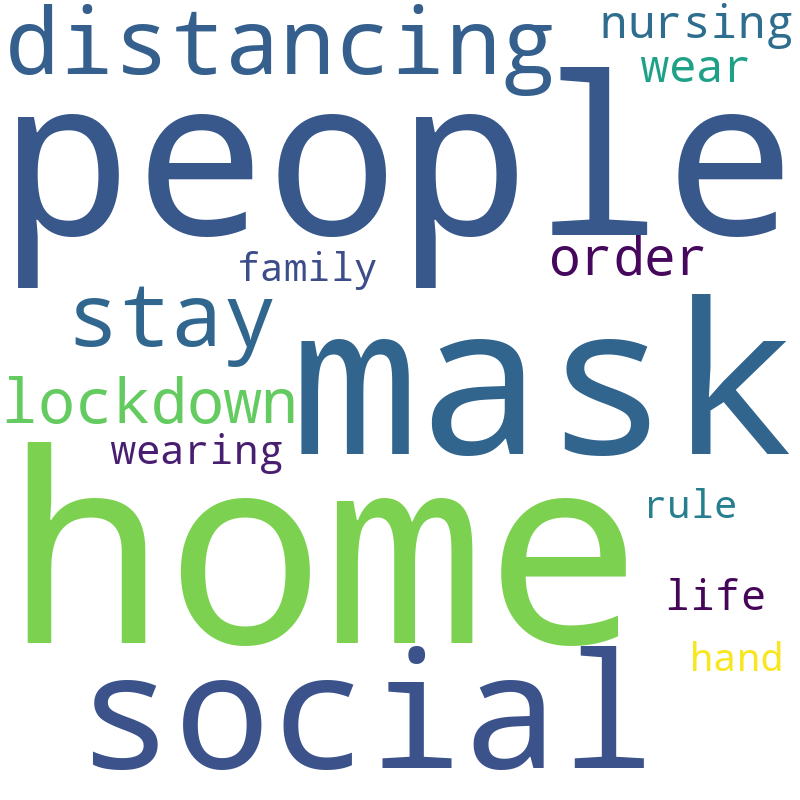 distancing
nursing
wear
people
order
family
stay
mask
lockdown
wearing
home
rule
life
hand
social